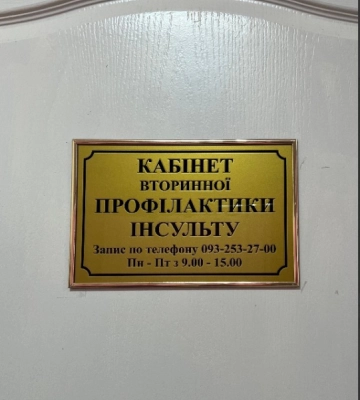 КАБІНЕТ
ВТОРИННОЇ
ПРОФІЛАКТИКИ
ІНСУЛЬТУ
Запис по телефону 093-253-27-00
Пн - Пт з 9.00 - 15.00